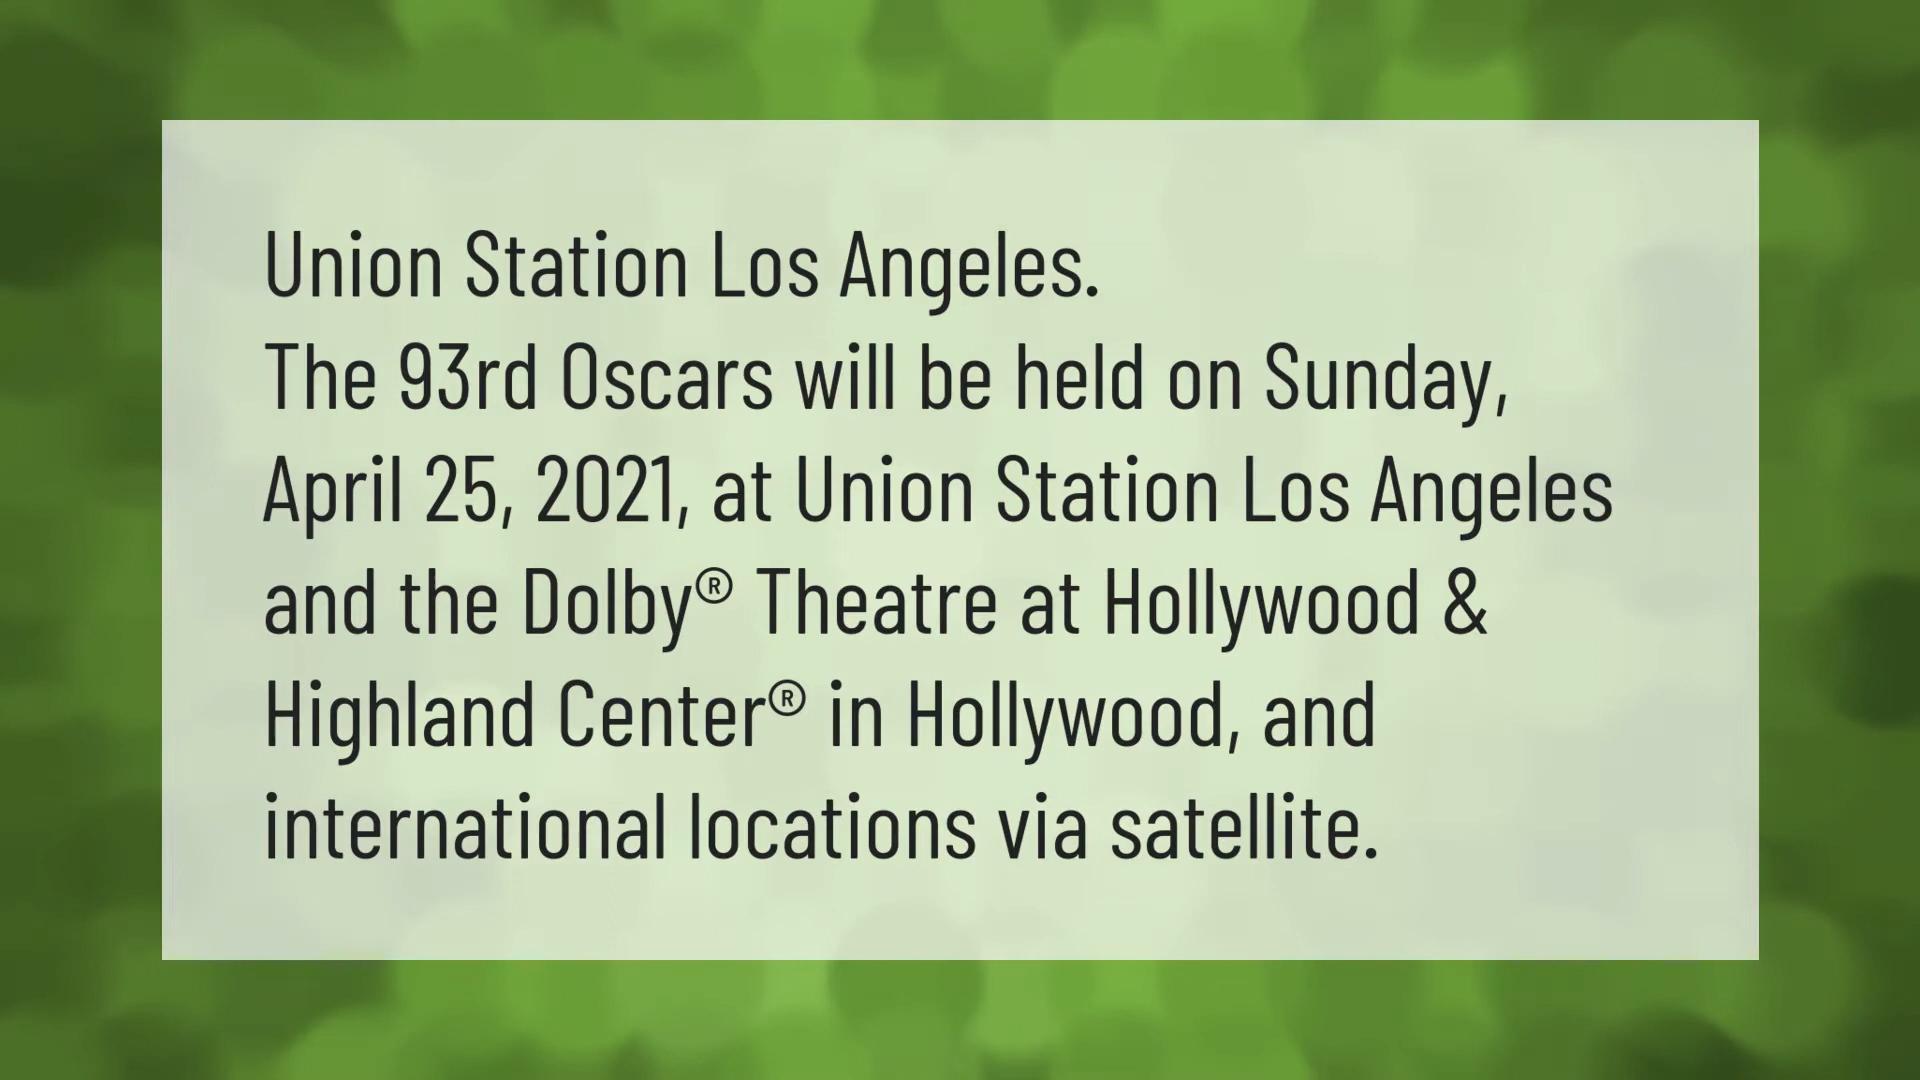 Union Station Los Angeles.
The 93rd Oscars will be held on Sunday,
April 25, 2021, at Union Station Los Angeles
and the Dolby® Theatre at Hollywood &
Highland Center® in Hollywood, and
international locations via satellite.